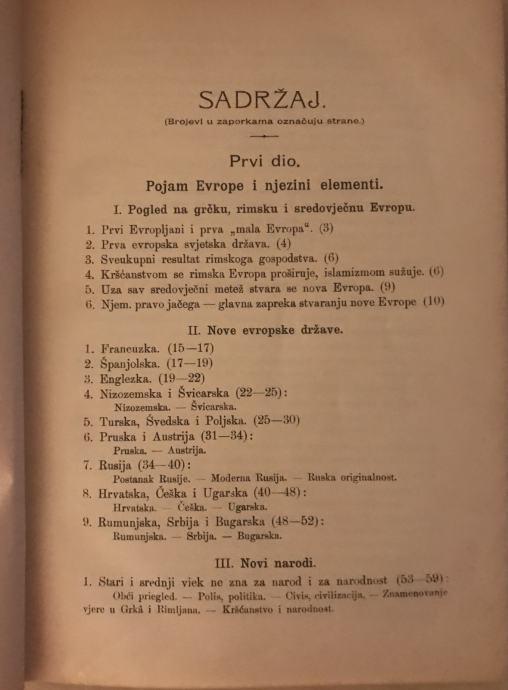 SADRŽAJ.
(Brojevi u zaporkama označuju strane.)
Prvi dio.
Pojam Evrope i njezini elementi.
I. Pogled na grčku, rimsku i sredovječnu Evropu.
1. Prvi Evropljani i prva „mala Evropa“. (3)
2. Prva evropska svjetska država. (4)
3. Sveukupni resultat rimskoga gospodstva. (6)
4. Kršćanstvom se rimska Evropa proširuje, islamizmom sužuje. (6)
5. Uza sav sredovječni metež stvara se nova Evropa. (9)
6. Njem. pravo jačega — glavna zapreka stvaranju nove Evrope (10)
II. Nove evropske države.
1. Francuzka. (15—17)
2. Španjolska. (17—19)
3. Englezka. (19—22)
4. Nizozemska i Švicarska (22—25):
Nizozemska. — Švicarska.
5. Turska, Švedska i Poljska. (25—30)
6. Pruska i Austrija (31—34):
Pruska. — Austrija.
7. Rusija (34—40):
Postanak Rusije. — Moderna Rusija. — Ruska originalnost.
8. Hrvatska, Češka i Ugarska (40—48):
Hrvatska. — Češka. — Ugarska.
9. Rumunjska, Srbija i Bugarska (48—52):
Rumunjska. — Srbija. — Bugarska.
III. Novi narodi.
1. Stari i srednji viek ne zna za narod i za narodnost (53—59):
Obći priegled. — Polis, politika. — Civis, civilizacija. — Znamenovanje
vjere u Grkâ i Rimljana. — Kršćanstvo i narodnost.